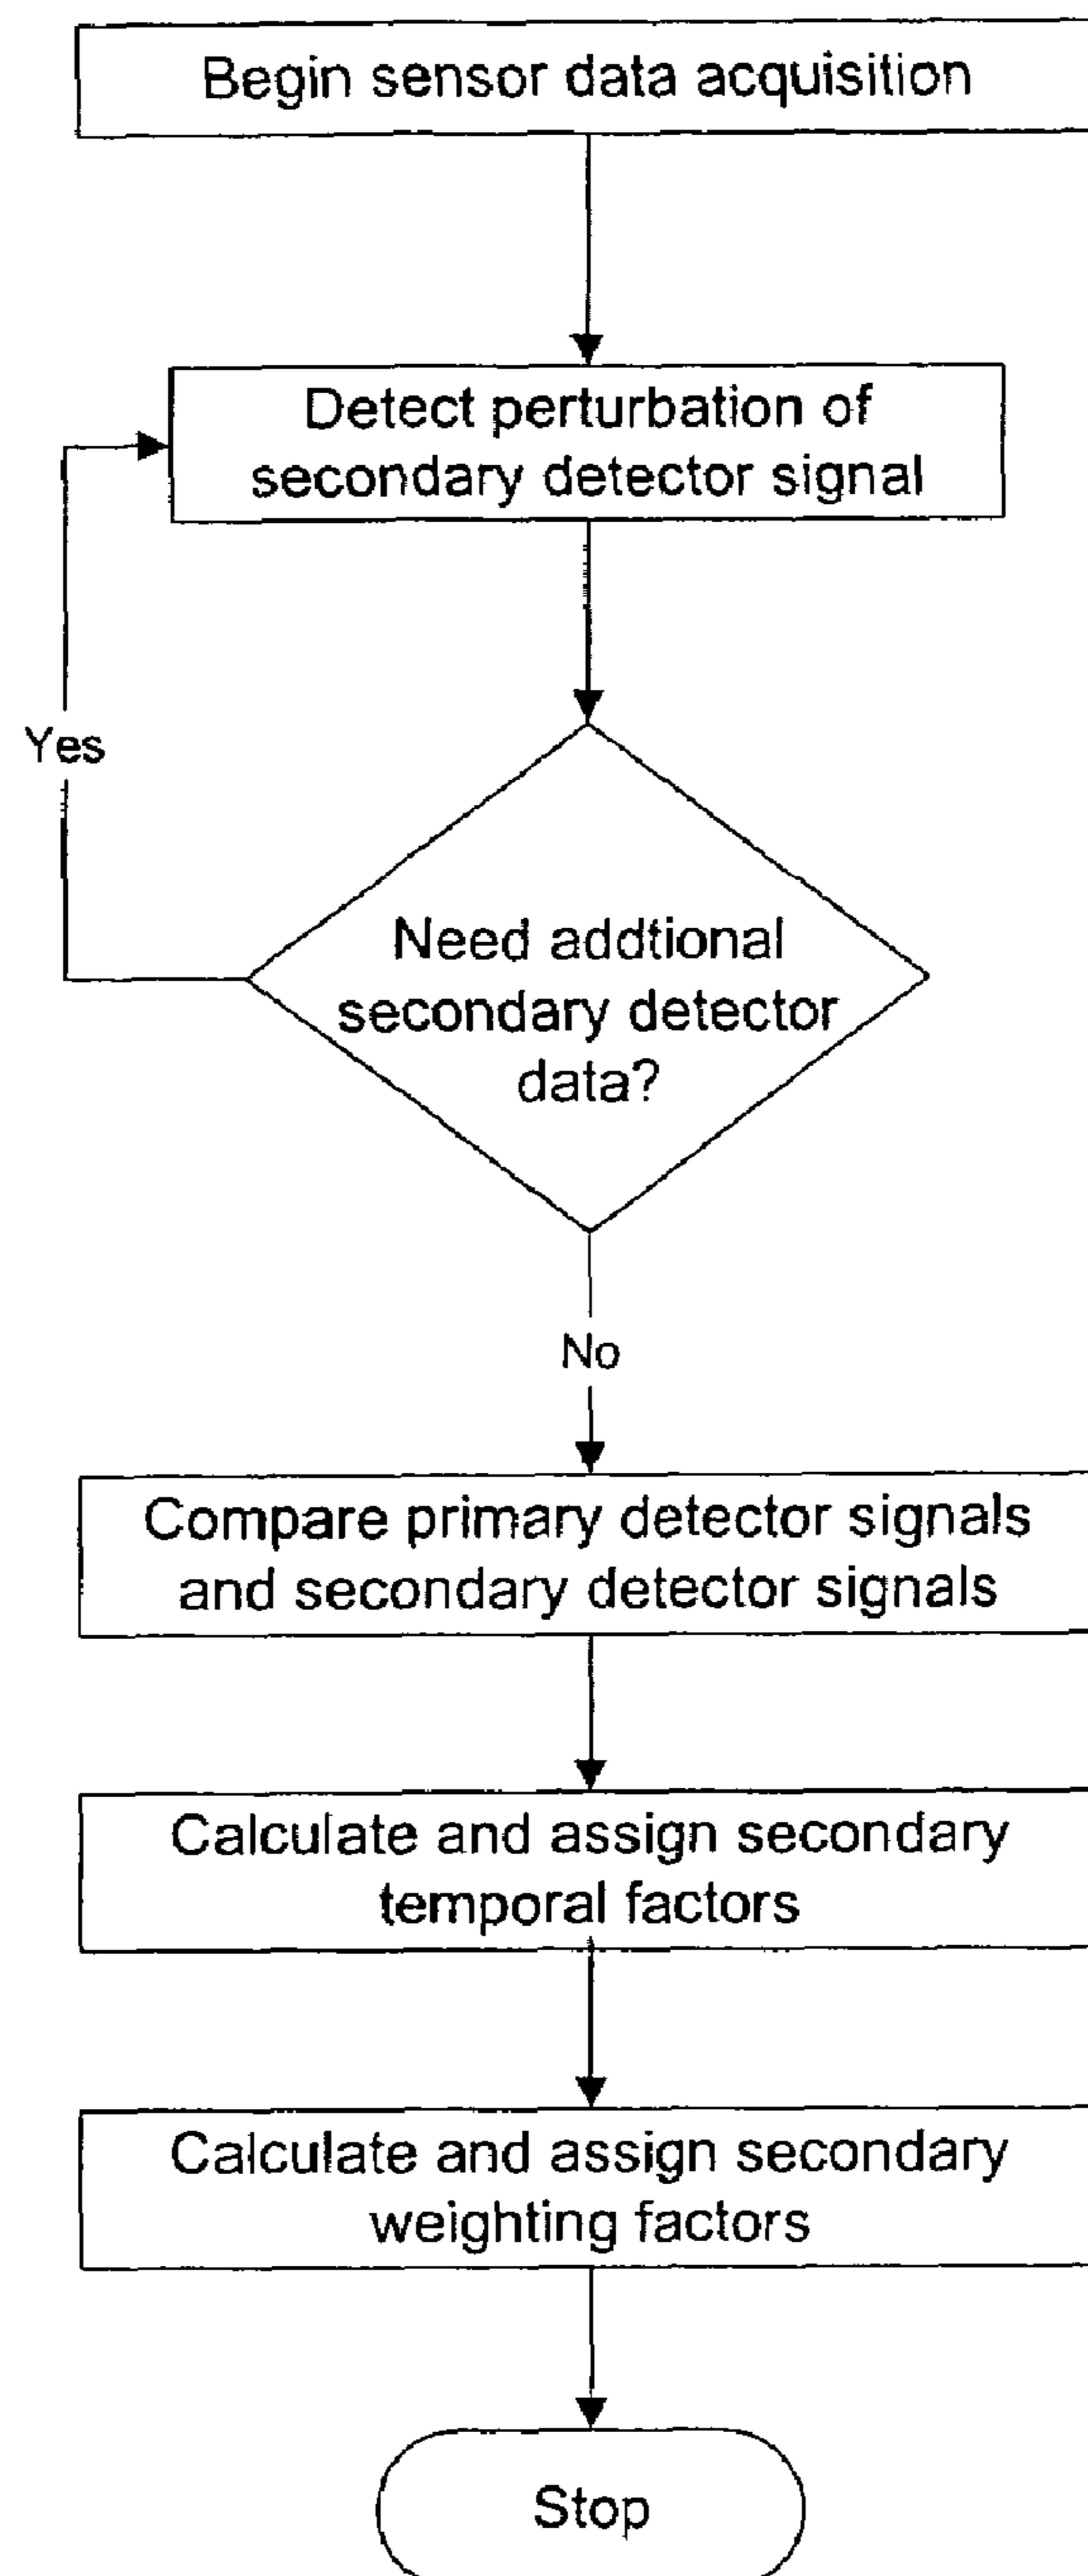 Begin sensor data acquisition
Detect perturbation of
secondary detector signal
Yes
Need addtional
secondary detector
data?
No
Compare primary detector signals
and secondary detector signals
Calculate and assign secondary
temporal factors
Calculate and assign secondary
weighting factors
Stop